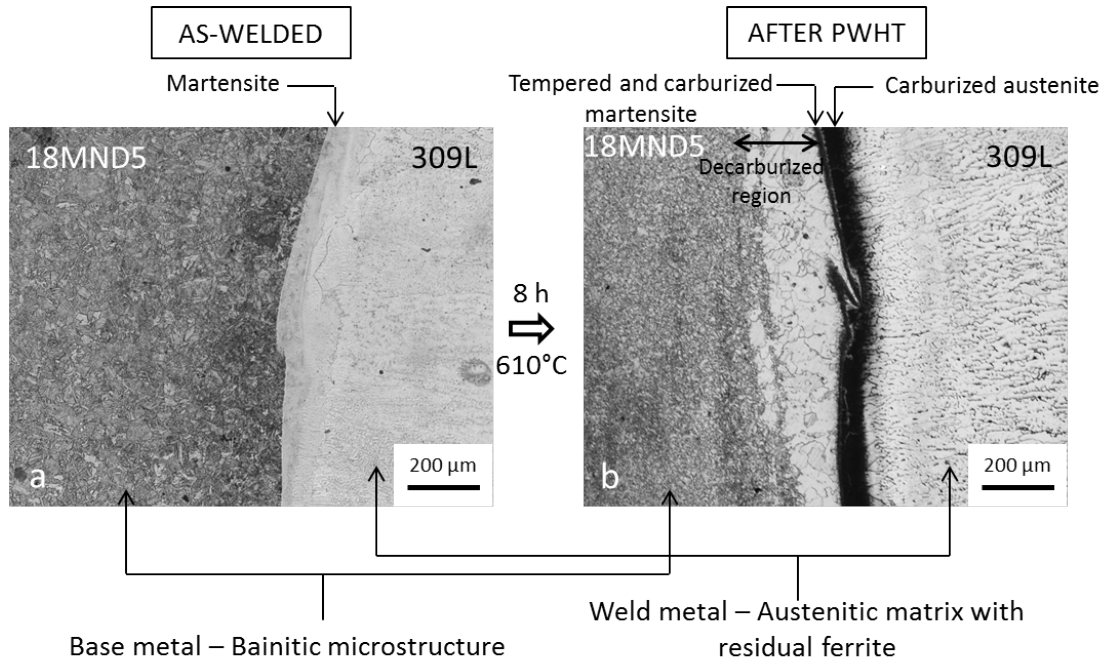 AS-WELDED
AFTER PWHT
Martensite
Tempered and carburized
martensite
Carburized austenite
18MND5
309L
18MND5
Decarburized
region
309L
8 h
610°C
a
200 µm
b
200 µm
Base metal – Bainitic microstructure
Weld metal – Austenitic matrix with
residual ferrite